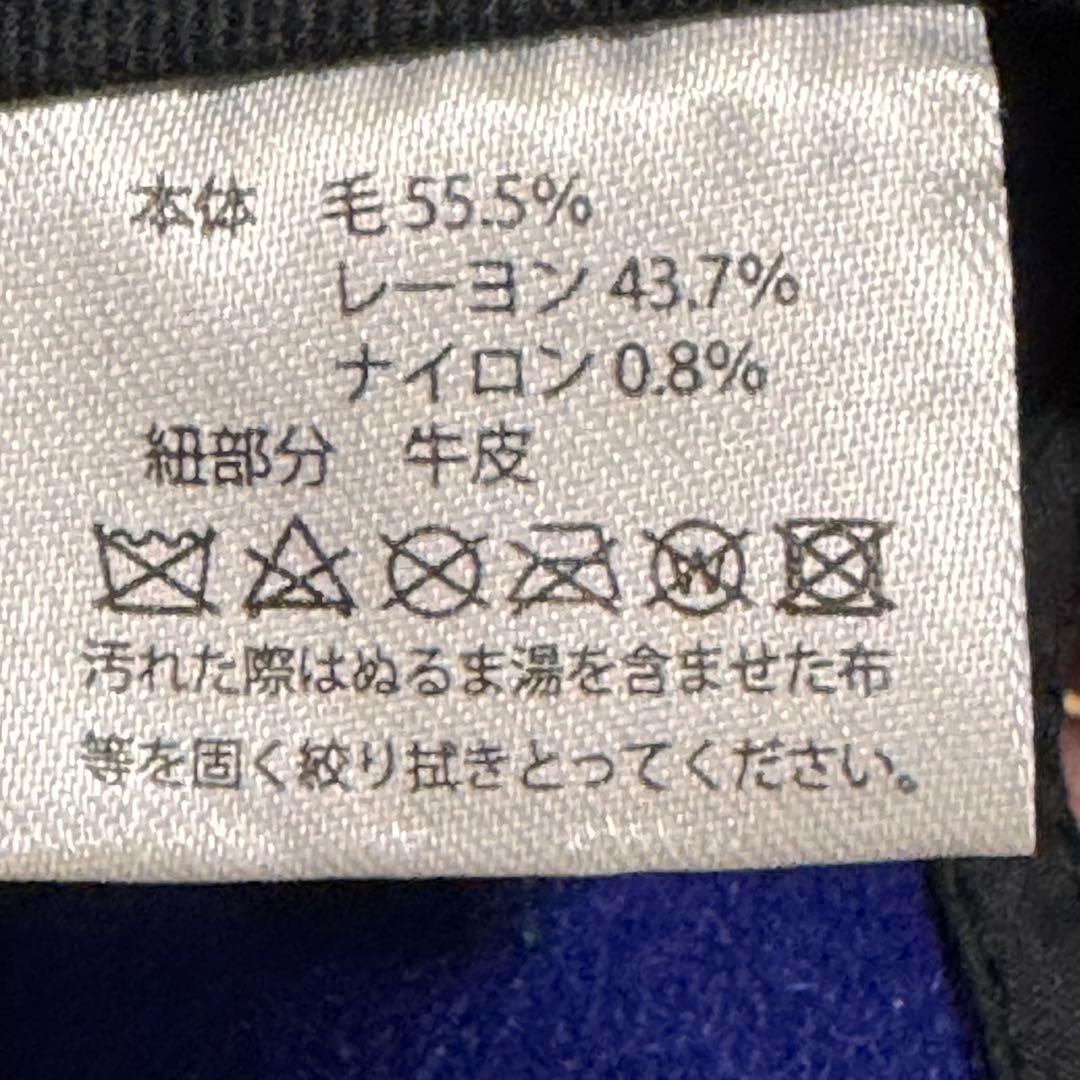 本体 毛 55.5%
レーヨン 43.7%
ナイロン 0.8%
紐部分 牛皮
W
汚れた際はぬるま湯を含ませた布
等を固く絞り拭きとってください。